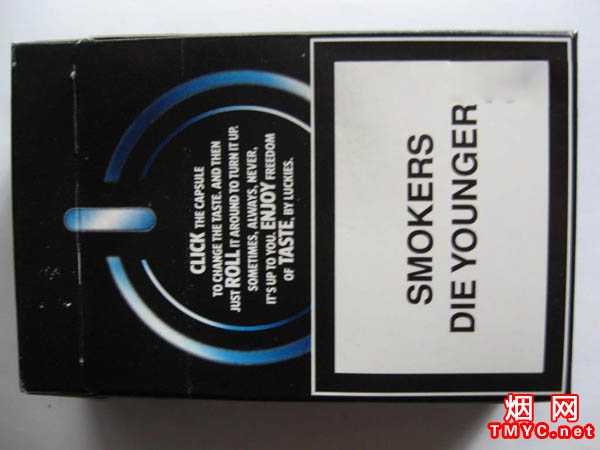 CLICK THE CAPSULE
TO CHANGE THE TASTE. AND THEN
JUST ROLL IT AROUND TO TURN IT UP.
SOMETIMES, ALWAYS, NEVER,
IT'S UP TO YOU. ENJOY FREEDOM
OF TASTE, BY LUCKIES.
SMOKERS
DIE YOUNGER
烟网
TMYC.net